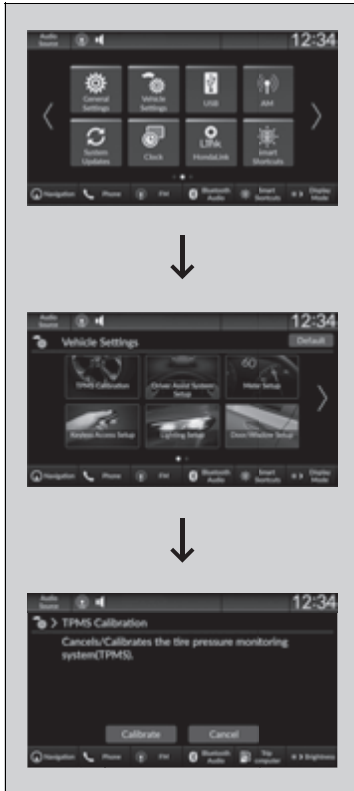 Audio Source
12:34
General Settings
Vehicle Settings
USB
AM
System Updates
Clock
Link HondaLink
Smart Shortcuts
Navigation
Phone
FM
Bluetooth Audio
Smart Shortcuts
Display Mode
Audio Source
12:34
Vehicle Settings
Default
TPMS Calibration
Driver Assist System Setup
60
Meter Setup
Keyless Access Setup
Lighting Setup
Door/Window Setup
Navigation
Phone
FM
Bluetooth Audio
Smart Shortcuts
Display Mode
Audio Source
12:34
TPMS Calibration
Cancels/Calibrates the tire pressure monitoring
system(TPMS).
Calibrate
Cancel
Navigation
Phone
FM
Bluetooth Audio
Trip computer
Brightness